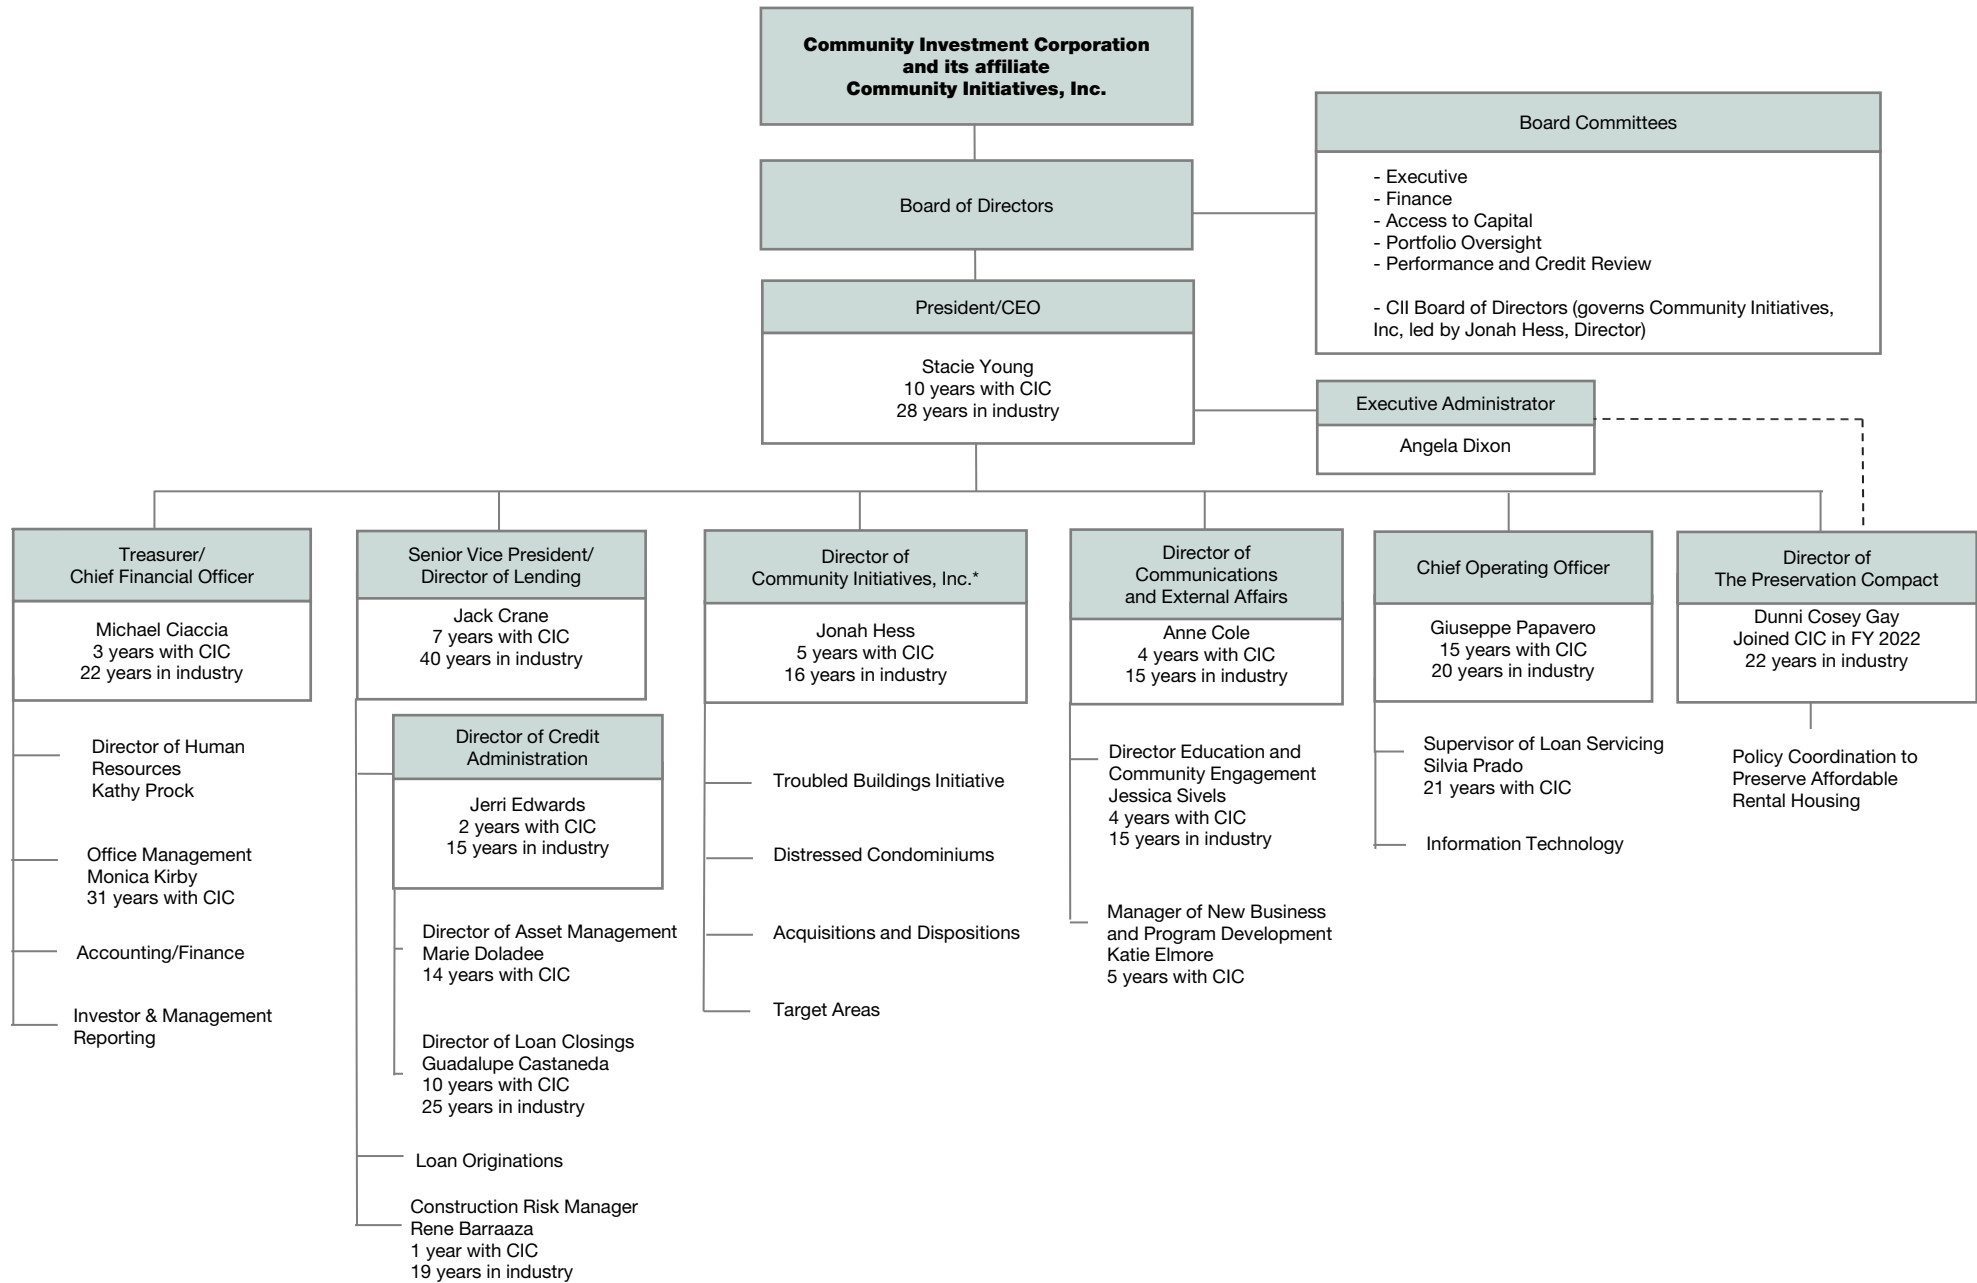 Community Investment Corporation
and its affiliate
Community Initiatives, Inc.
Board of Directors
Board Committees
- Executive
- Finance
- Access to Capital
- Portfolio Oversight
- Performance and Credit Review
- CII Board of Directors (governs Community Initiatives,
Inc, led by Jonah Hess, Director)
President/CEO
Stacie Young
10 years with CIC
28 years in industry
Executive Administrator
Angela Dixon
Treasurer/
Chief Financial Officer
Michael Ciaccia
3 years with CIC
22 years in industry
Director of Human
Resources
Kathy Prock
Office Management
Monica Kirby
31 years with CIC
Accounting/Finance
Investor & Management
Reporting
Senior Vice President/
Director of Lending
Jack Crane
7 years with CIC
40 years in industry
Director of Credit
Administration
Jerri Edwards
2 years with CIC
15 years in industry
Director of Asset Management
Marie Doladee
14 years with CIC
Director of Loan Closings
Guadalupe Castaneda
10 years with CIC
25 years in industry
Loan Originations
Construction Risk Manager
Rene Barraaza
1 year with CIC
19 years in industry
Director of
Community Initiatives, Inc.*
Jonah Hess
5 years with CIC
16 years in industry
Troubled Buildings Initiative
Distressed Condominiums
Acquisitions and Dispositions
Target Areas
Director of
Communications
and External Affairs
Anne Cole
4 years with CIC
15 years in industry
Director Education and
Community Engagement
Jessica Sivels
4 years with CIC
15 years in industry
Manager of New Business
and Program Development
Katie Elmore
5 years with CIC
Chief Operating Officer
Giuseppe Papavero
15 years with CIC
20 years in industry
Supervisor of Loan Servicing
Silvia Prado
21 years with CIC
Information Technology
Director of
The Preservation Compact
Dunni Cosey Gay
Joined CIC in FY 2022
22 years in industry
Policy Coordination to
Preserve Affordable
Rental Housing